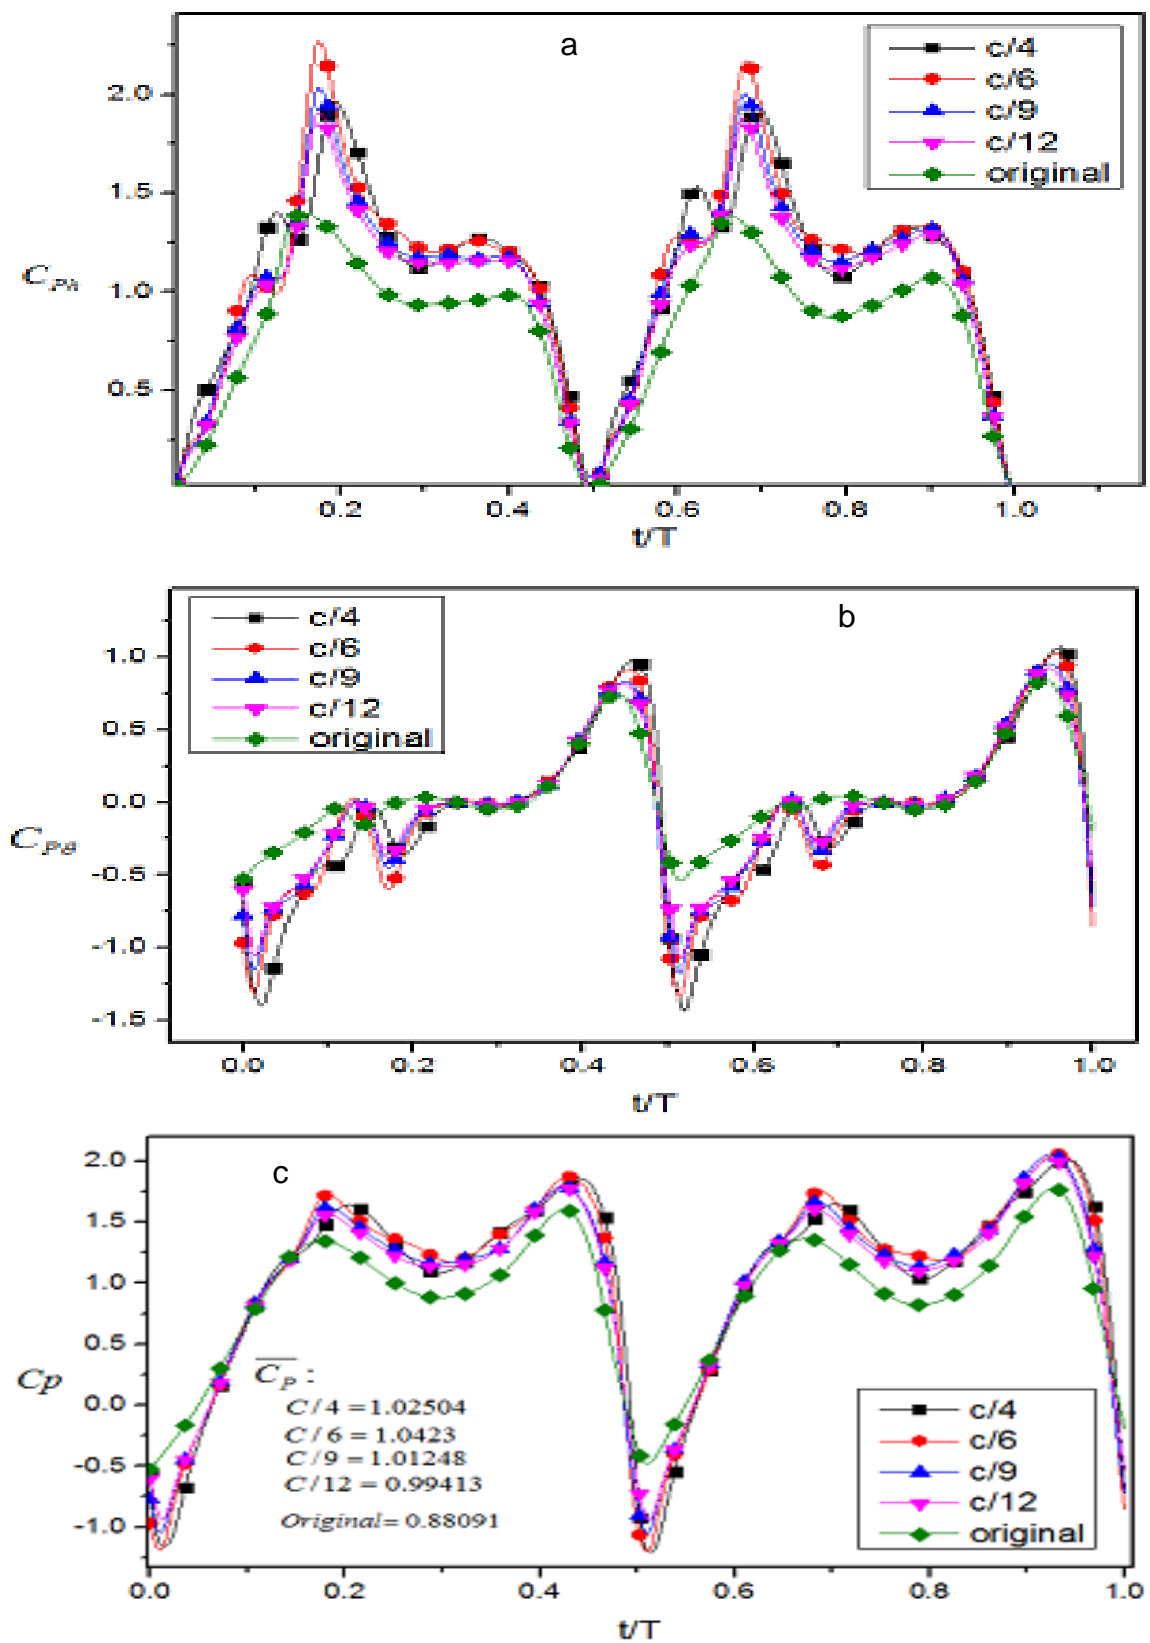 a
c/4
c/6
c/9
c/12
original
2.0
1.5
1.0
0.5
C_Ph
0.2 0.4 0.6 0.8 1.0
t/T
b
c/4
c/6
c/9
c/12
original
1.0
0.5
0.0
-0.5
-1.0
-1.5
C_Pθ
0.0 0.2 0.4 0.6 0.8 1.0
t/T
c
2.0
1.5
1.0
0.5
0.0
-0.5
-1.0
Cp
C_P :
C/4=1.02504
C/6=1.0423
C/9=1.01248
C/12=0.99413
Original=0.88091
c/4
c/6
c/9
c/12
original
0.0 0.2 0.4 0.6 0.8 1.0
t/T